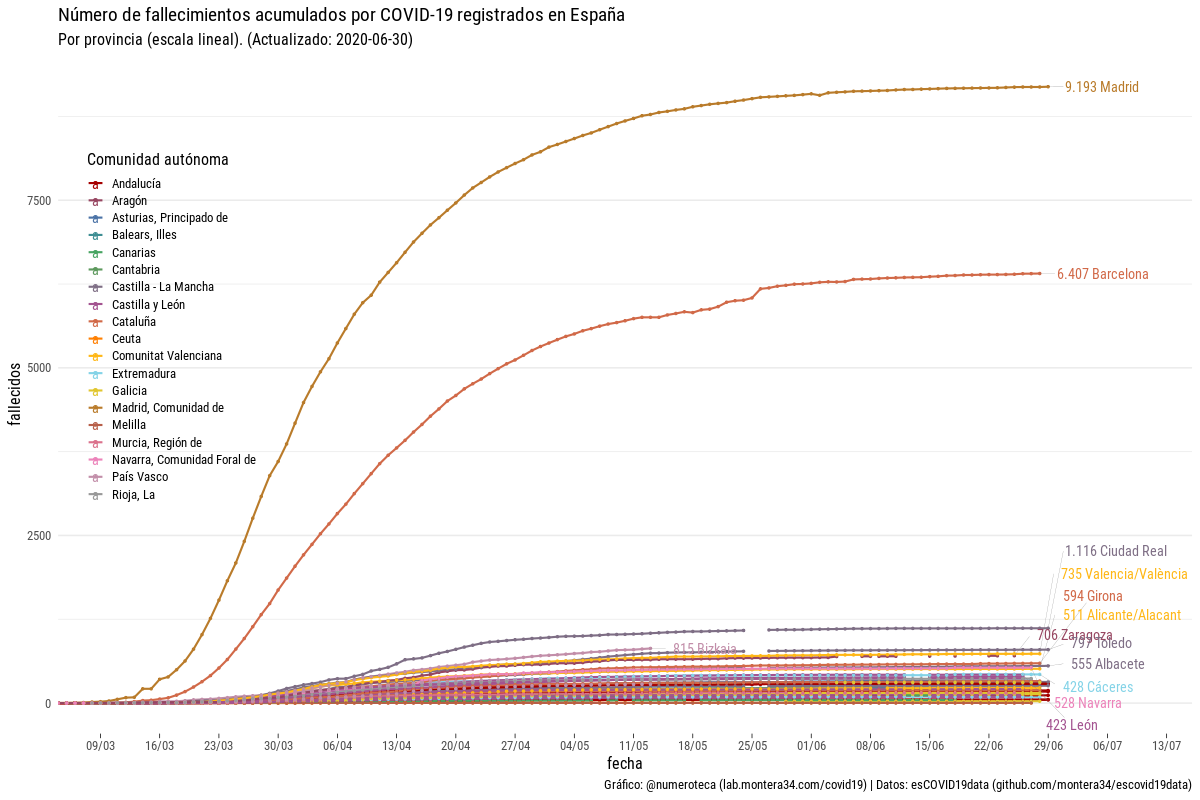 Número de fallecimientos acumulados por COVID-19 registrados en España
Por provincia (escala lineal). (Actualizado: 2020-06-30)
9.193 Madrid
Comunidad autónoma
Andalucía
Aragón
Asturias, Principado de
Balears, Illes
Canarias
Cantabria
Castilla - La Mancha
Castilla y León
Cataluña
Ceuta
Comunitat Valenciana
Extremadura
Galicia
Madrid, Comunidad de
Melilla
Murcia, Región de
Navarra, Comunidad Foral de
País Vasco
Rioja, La
7500
5000
2500
0
fallecidos
6.407 Barcelona
1.116 Ciudad Real
735 Valencia/València
594 Girona
511 Alicante/Alacant
706 Zaragoza
797 Toledo
815 Bizkaia
555 Albacete
428 Cáceres
528 Navarra
423 León
09/03 16/03 23/03 30/03 06/04 13/04 20/04 27/04 04/05 11/05 18/05 25/05 01/06 08/06 15/06 22/06 29/06 06/07 13/07
fecha
Gráfico: @numeroteca (lab.montera34.com/covid19) | Datos: esCOVID19data (github.com/montera34/escovid19data)